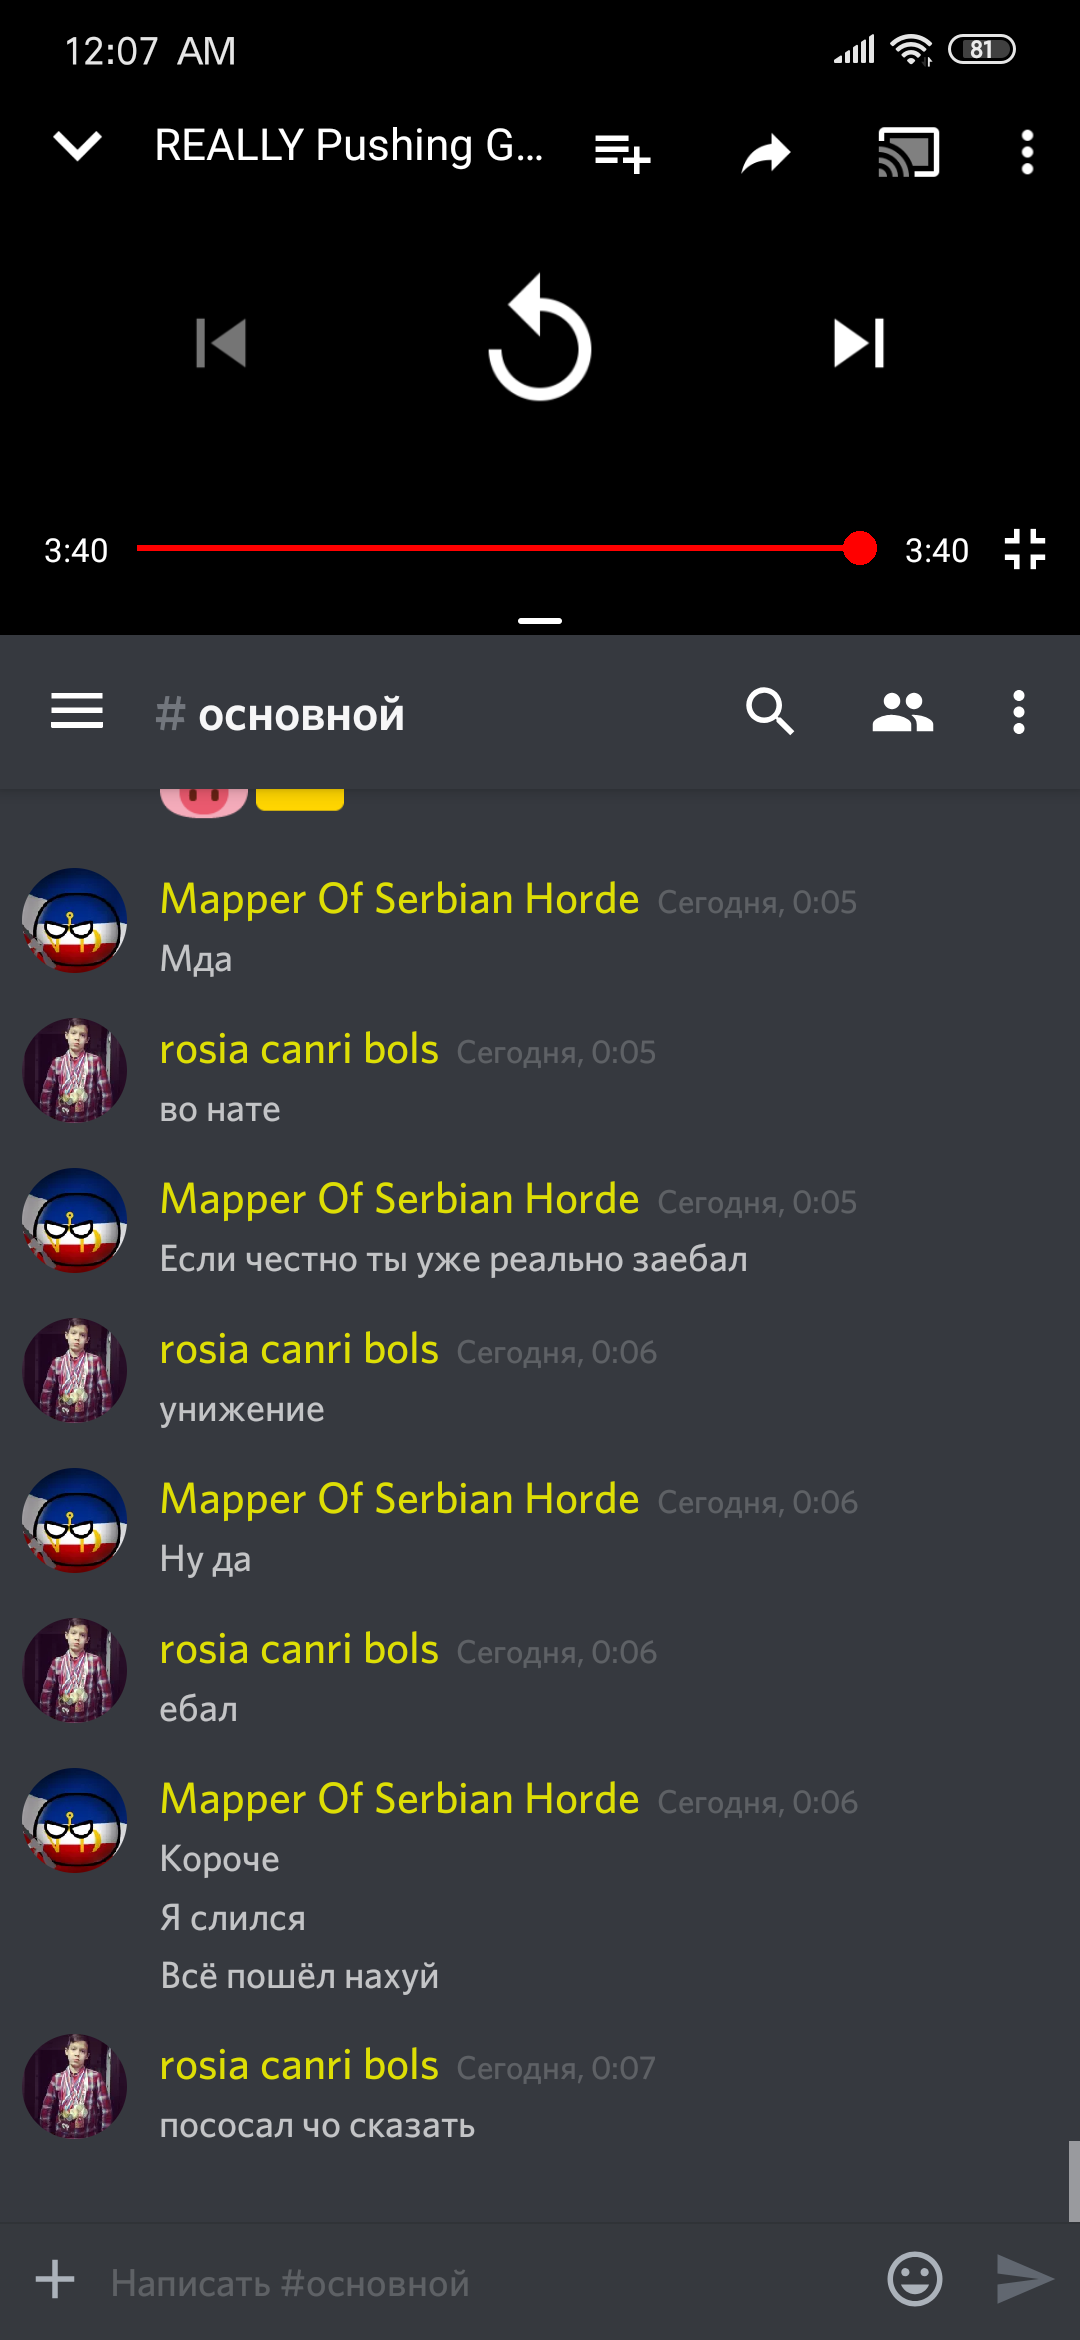 12:07 AM
81
REALLY Pushing G...
3:40
3:40
# основной
Mapper Of Serbian Horde Сегодня, 0:05
Мда
rosia canri bols Сегодня, 0:05
во нате
Mapper Of Serbian Horde Сегодня, 0:05
Если честно ты уже реально заебал
rosia canri bols Сегодня, 0:06
унижение
Mapper Of Serbian Horde Сегодня, 0:06
Ну да
rosia canri bols Сегодня, 0:06
ебал
Mapper Of Serbian Horde Сегодня, 0:06
Короче
Я слился
Всё пошёл нахуй
rosia canri bols Сегодня, 0:07
пососал чо сказать
Написать #основной